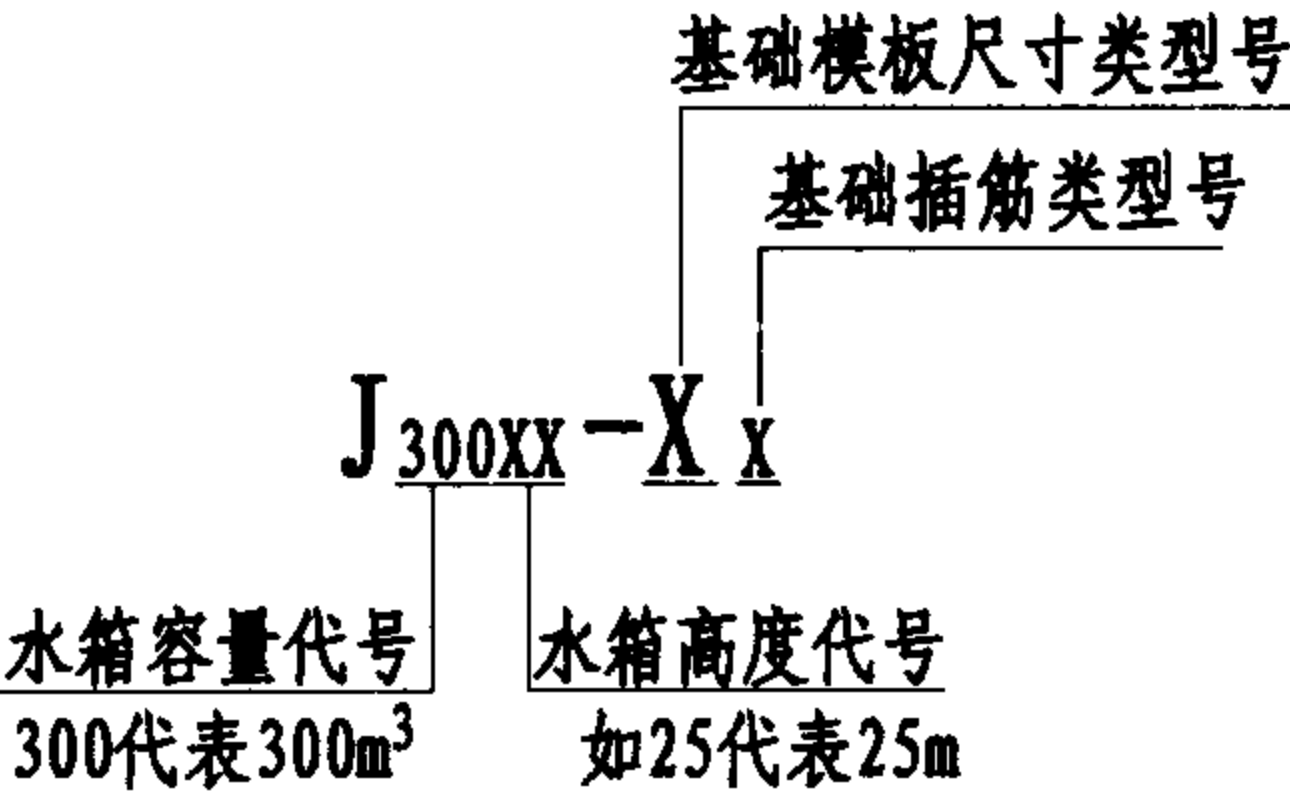 基础模板尺寸类型号
基础插筋类型号
J300XX-X X
水箱容量代号
300代表300m³
水箱高度代号
如25代表25m